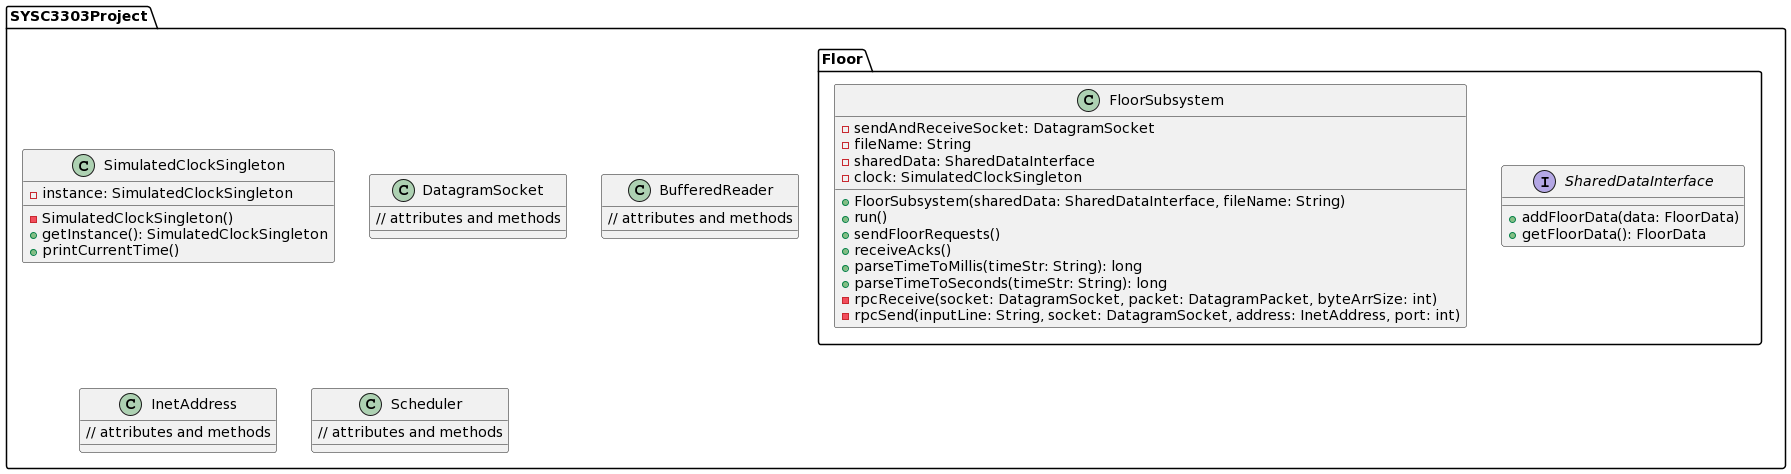 SYSC3303Project
Floor
C FloorSubsystem
sendAndReceiveSocket: DatagramSocket
fileName: String
sharedData: SharedDataInterface
clock: SimulatedClockSingleton
FloorSubsystem(sharedData: SharedDataInterface, fileName: String)
run()
sendFloorRequests()
receiveAcks()
parseTimeToMillis(timeStr: String): long
parseTimeToSeconds(timeStr: String): long
rpcReceive(socket: DatagramSocket, packet: DatagramPacket, byteArrSize: int)
rpcSend(inputLine: String, socket: DatagramSocket, address: InetAddress, port: int)
I SharedDataInterface
addFloorData(data: FloorData)
getFloorData(): FloorData
C SimulatedClockSingleton
instance: SimulatedClockSingleton
SimulatedClockSingleton()
getInstance(): SimulatedClockSingleton
printCurrentTime()
C DatagramSocket
// attributes and methods
C BufferedReader
// attributes and methods
C InetAddress
// attributes and methods
C Scheduler
// attributes and methods